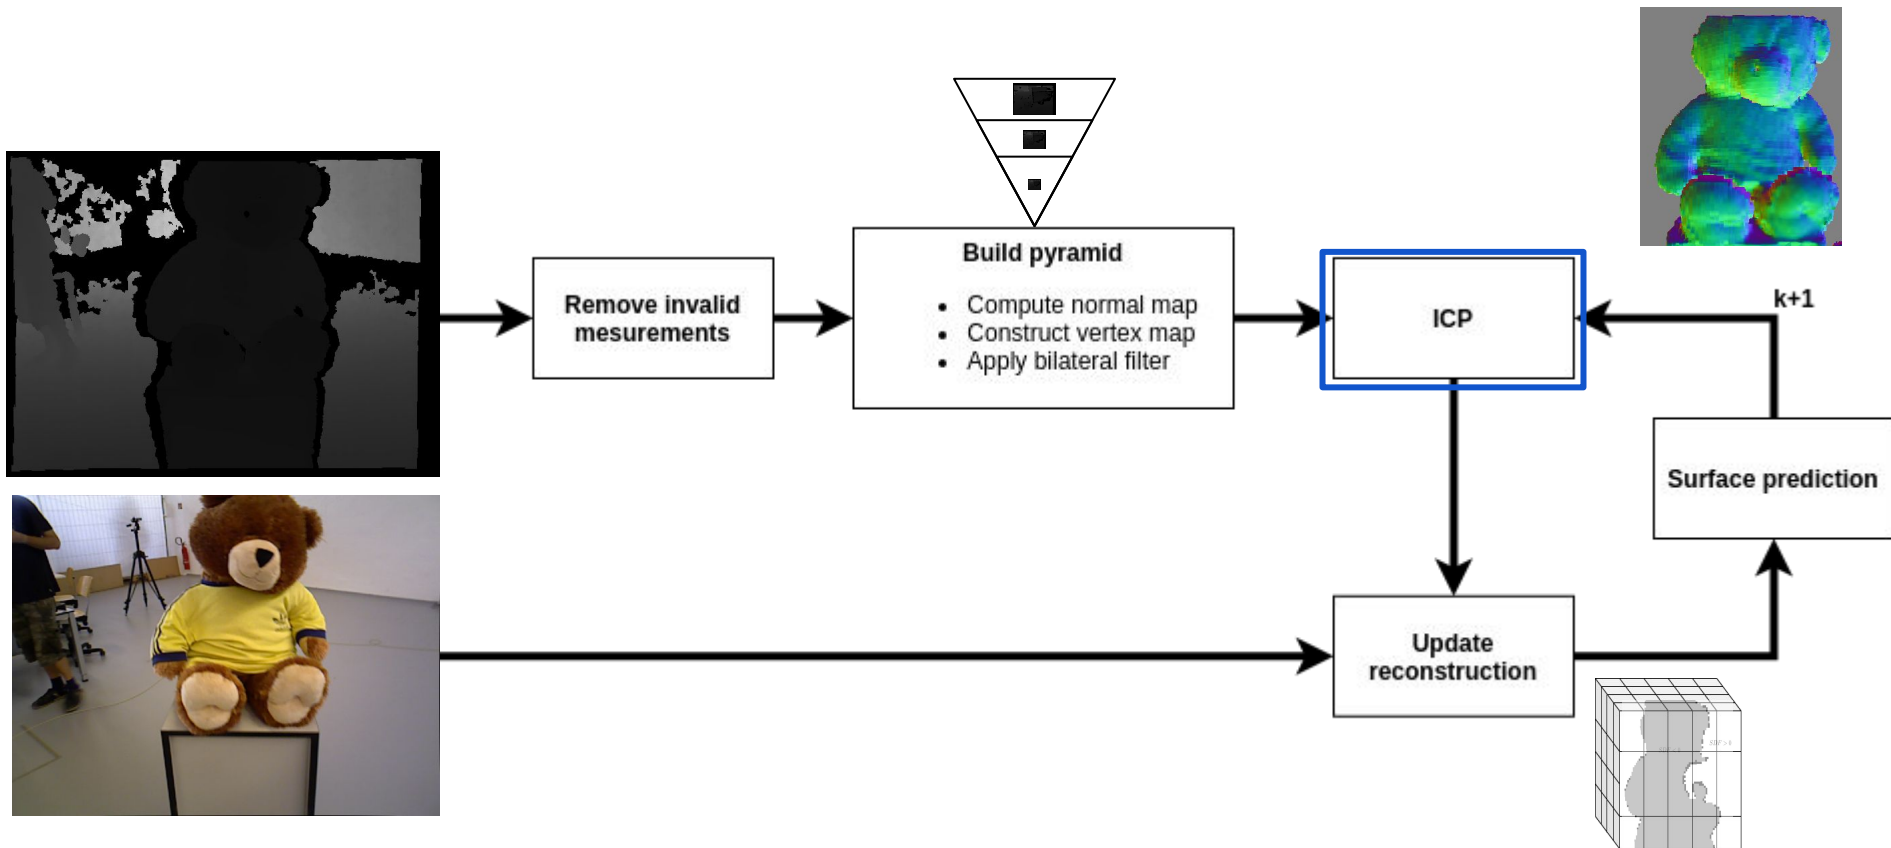 Build pyramid
Remove invalid
mesurements
• Compute normal map
• Construct vertex map
• Apply bilateral filter
ICP
k+1
Surface prediction
Update
reconstruction